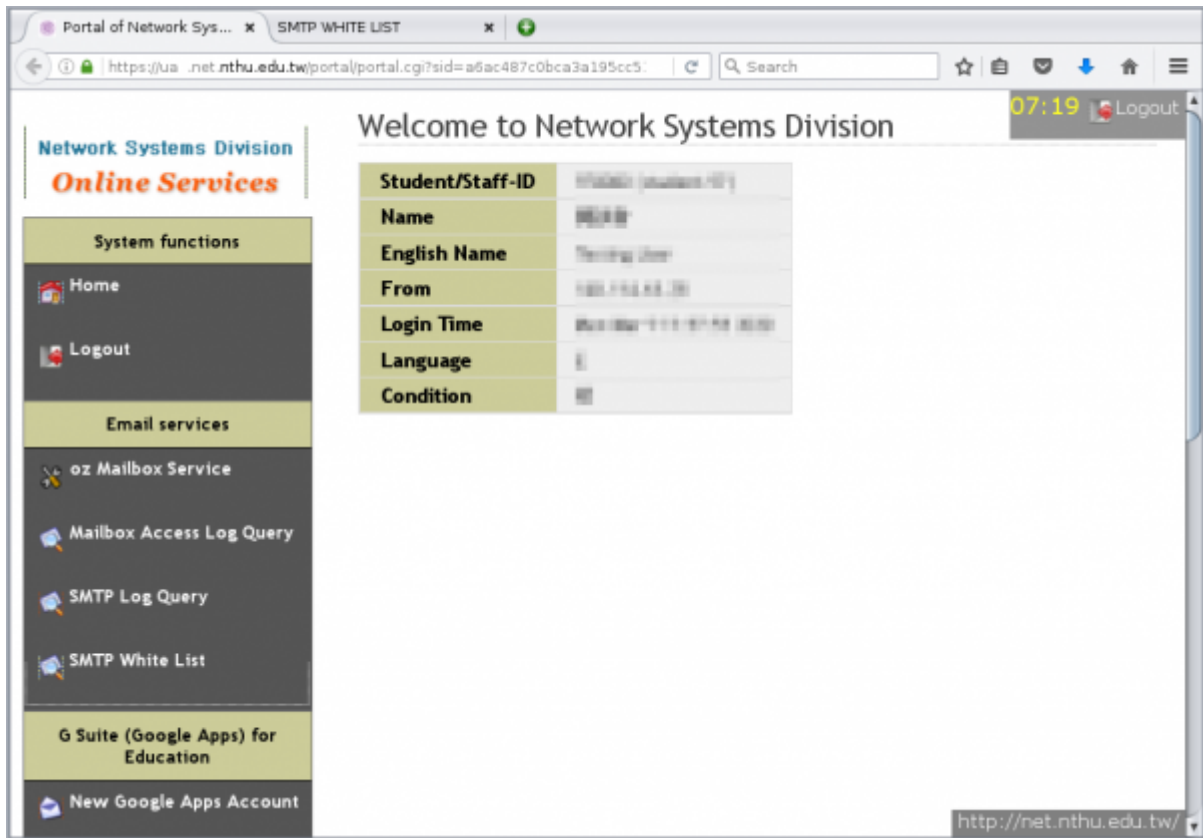 Portal of Network Sys...
SMTP WHITE LIST
https://ua .net.nthu.edu.tw/portal/portal.cgi?sid=a6ac487c0bca3a195cc5
Search
07:19 Logout
Network Systems Division
Online Services
System functions
Home
Logout
Email services
oz Mailbox Service
Mailbox Access Log Query
SMTP Log Query
SMTP White List
G Suite (Google Apps) for
Education
New Google Apps Account
Welcome to Network Systems Division
Student/Staff-ID
Name
English Name
From
Login Time
Language
Condition
http://net.nthu.edu.tw/